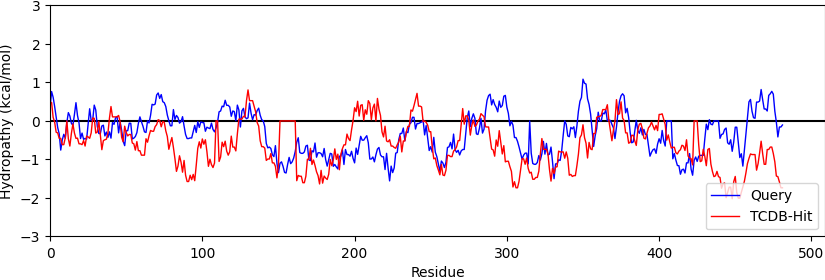 Hydropathy (kcal/mol)
3
2
1
0
−1
−2
−3
0 100 200 300 400 500
Residue
Query
TCDB-Hit